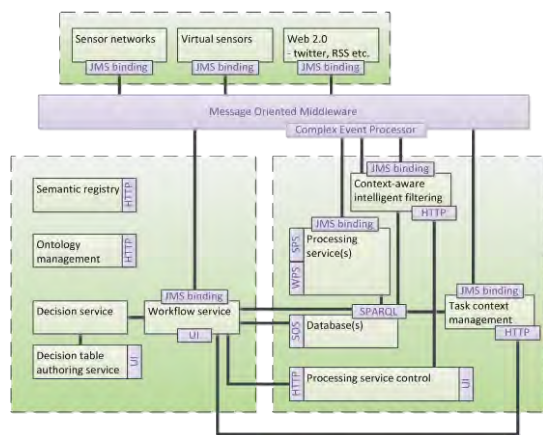 Sensor networks
JMS binding
Virtual sensors
JMS binding
Web 2.0
- twitter, RSS etc.
JMS binding
Message Oriented Middleware
Complex Event Processor
Semantic registry
HTTP
Ontology
management
HTTP
JMS binding
Decision service
Workflow service
UI
Decision table
authoring service
UI
JMS binding
Context-aware
intelligent filtering
HTTP
JMS binding
SPS
WPS
Processing
service(s)
SPARQL
SOS
Database(s)
JMS binding
Task context
management
HTTP
HTTP
Processing service control
UI